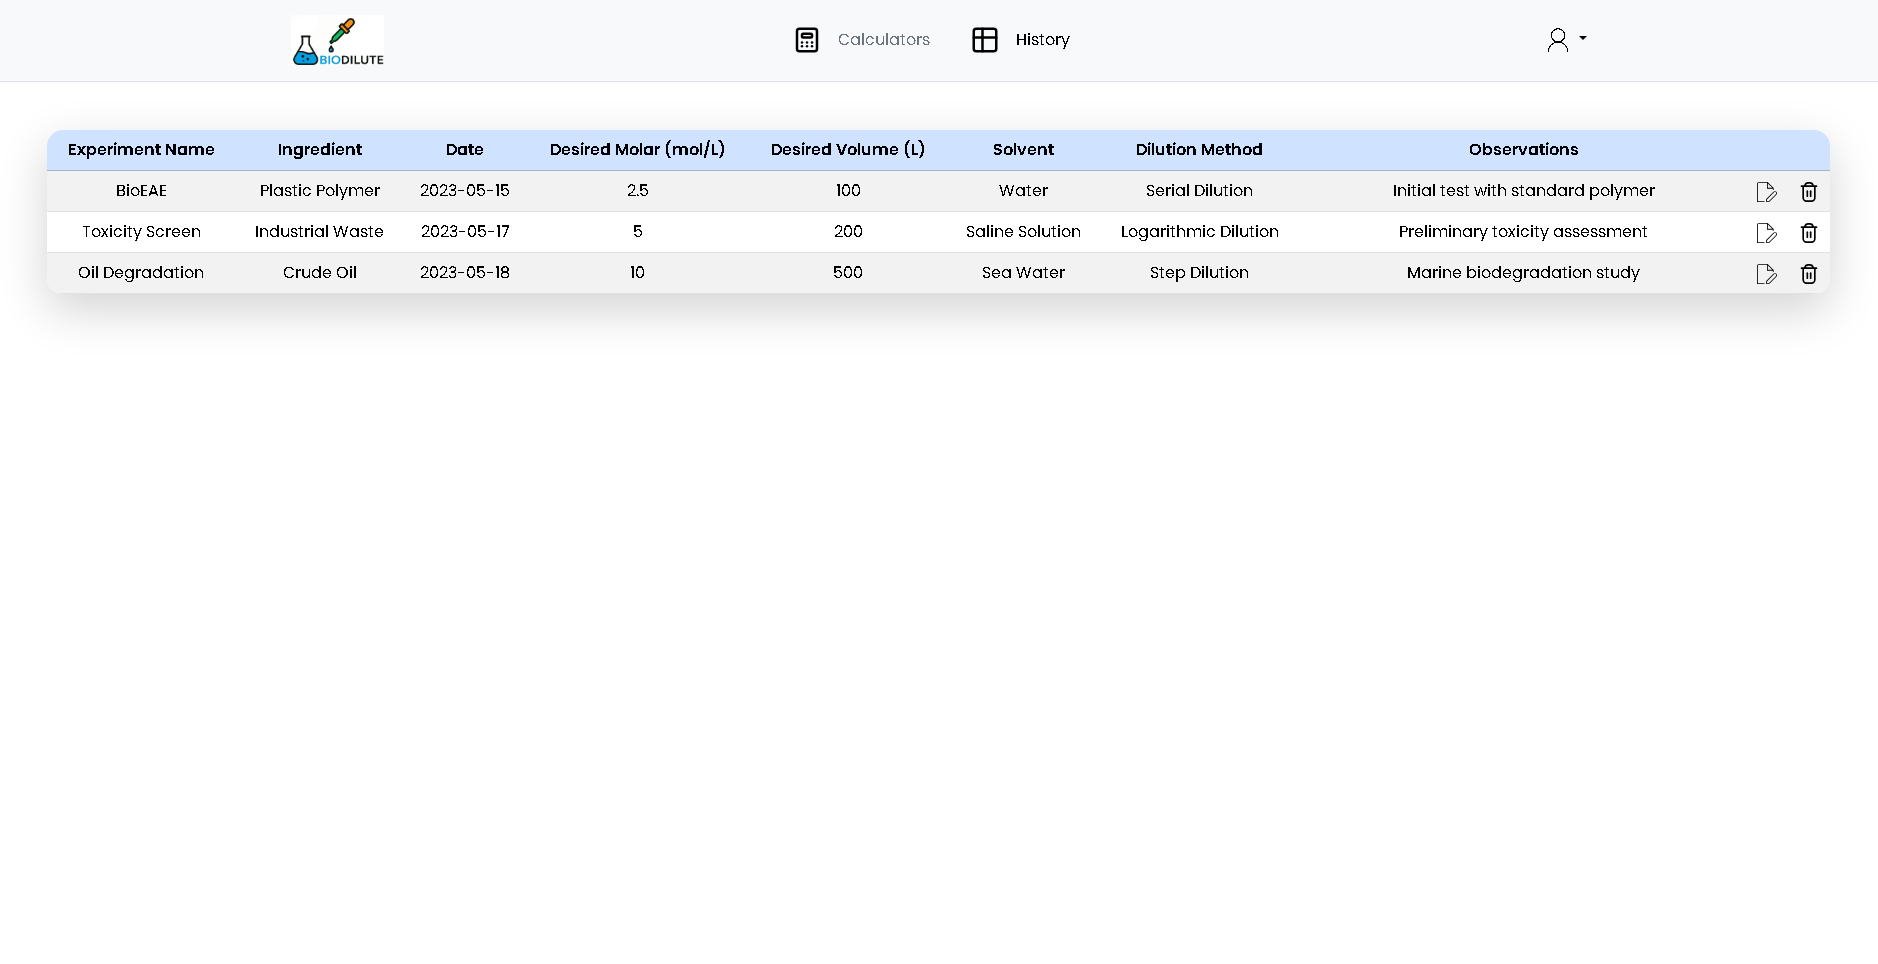 BIODILUTE
Calculators History
Experiment Name Ingredient Date Desired Molar (mol/L) Desired Volume (L) Solvent Dilution Method Observations
BioEAE Plastic Polymer 2023-05-15 2.5 100 Water Serial Dilution Initial test with standard polymer
Toxicity Screen Industrial Waste 2023-05-17 5 200 Saline Solution Logarithmic Dilution Preliminary toxicity assessment
Oil Degradation Crude Oil 2023-05-18 10 500 Sea Water Step Dilution Marine biodegradation study